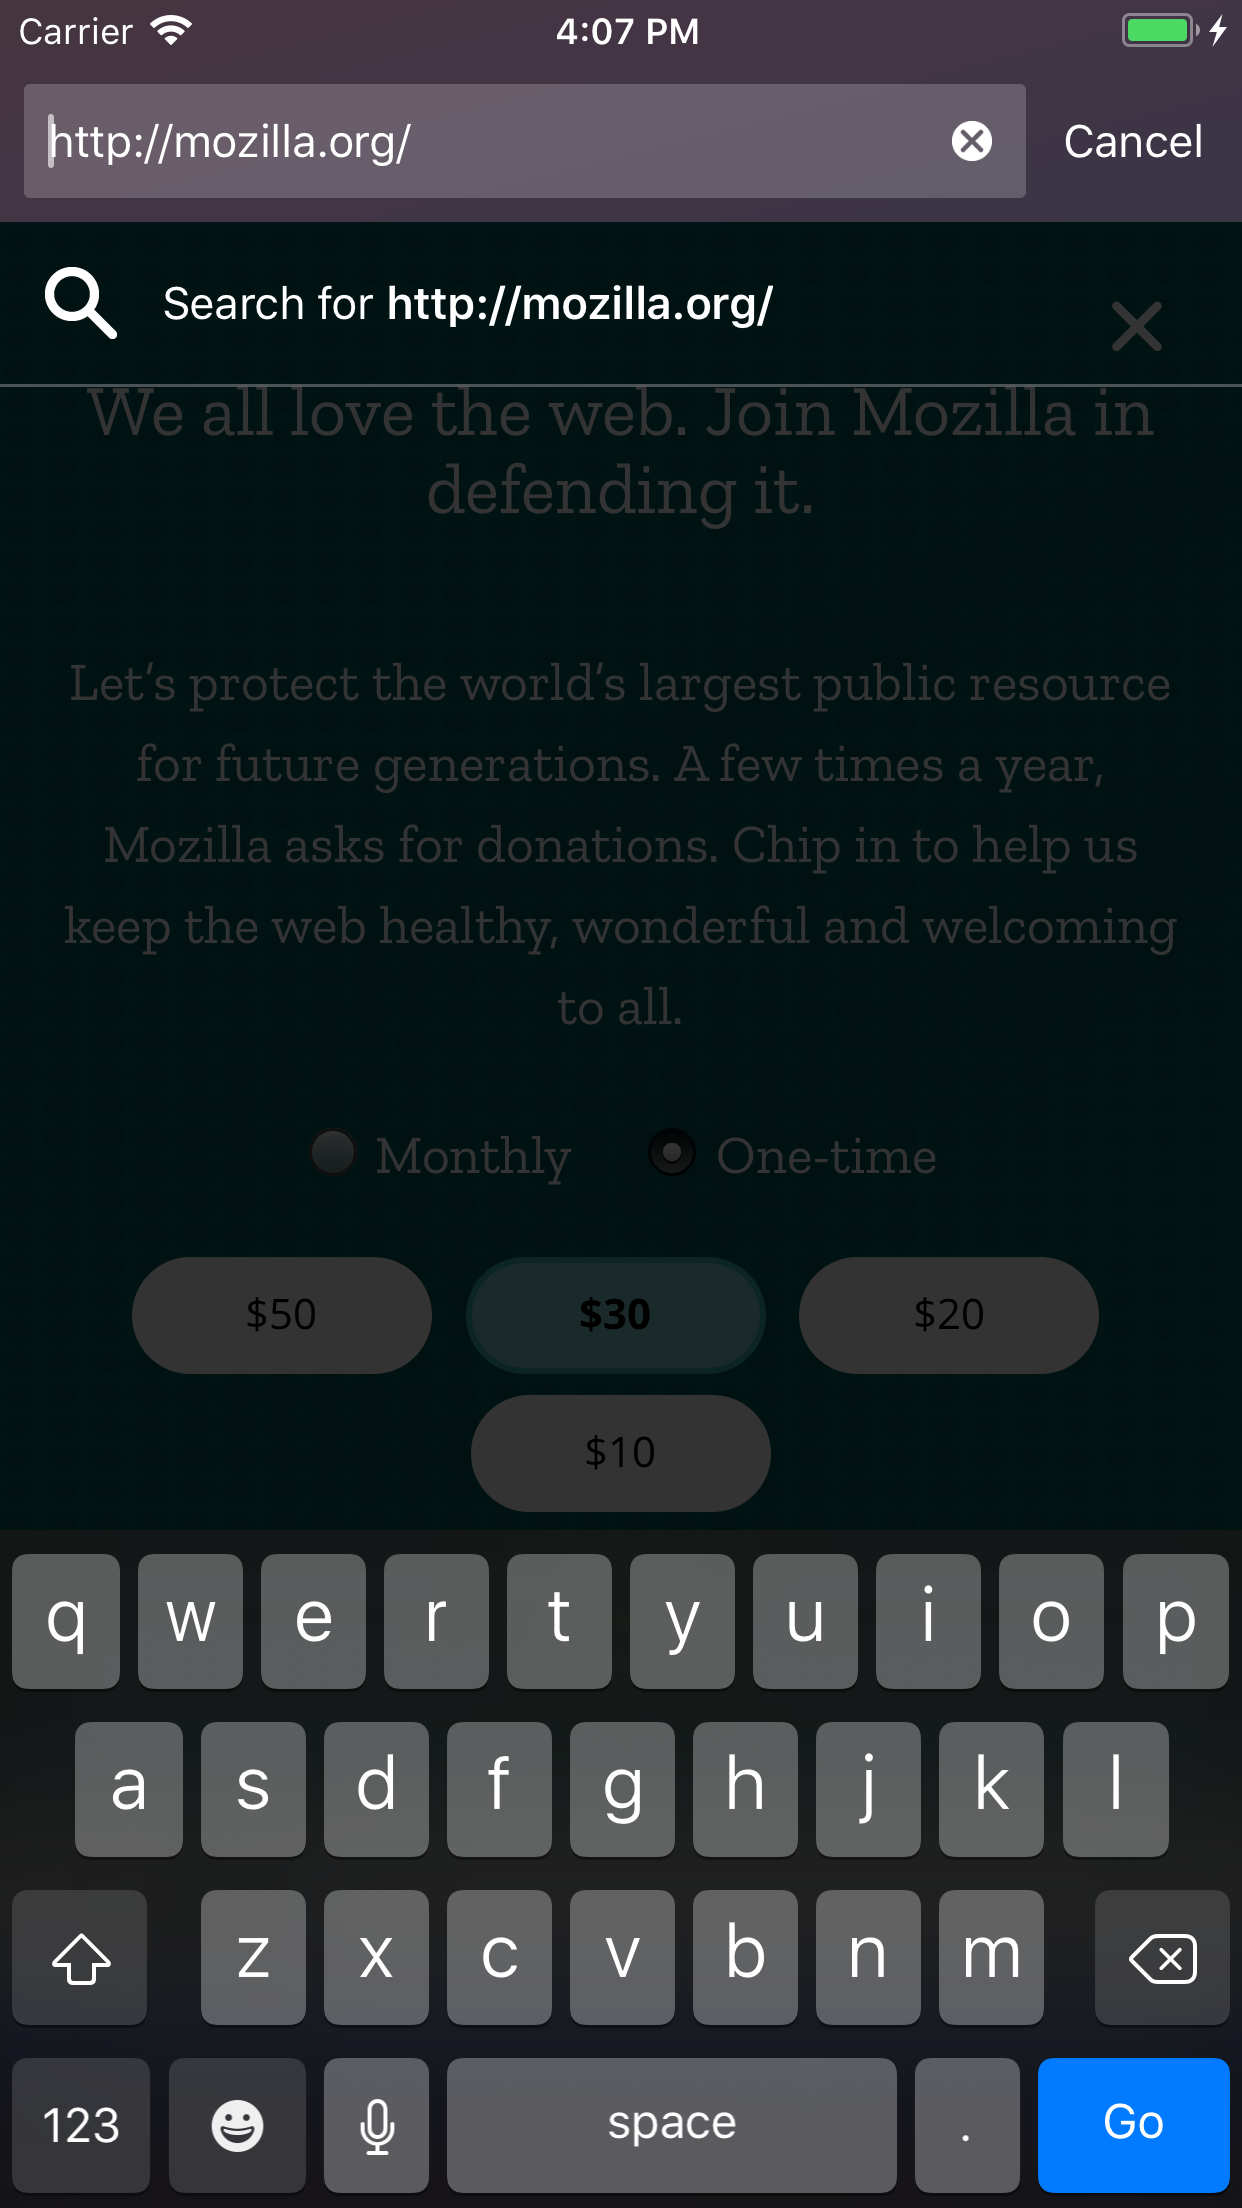 Carrier 4:07 PM
http://mozilla.org/ Cancel
Search for http://mozilla.org/
We all love the web. Join Mozilla in
defending it.
Let’s protect the world’s largest public resource
for future generations. A few times a year,
Mozilla asks for donations. Chip in to help us
keep the web healthy, wonderful and welcoming
to all.
Monthly One-time
$50 $30 $20
$10
q w e r t y u i o p
a s d f g h j k l
z x c v b n m
123 space . Go